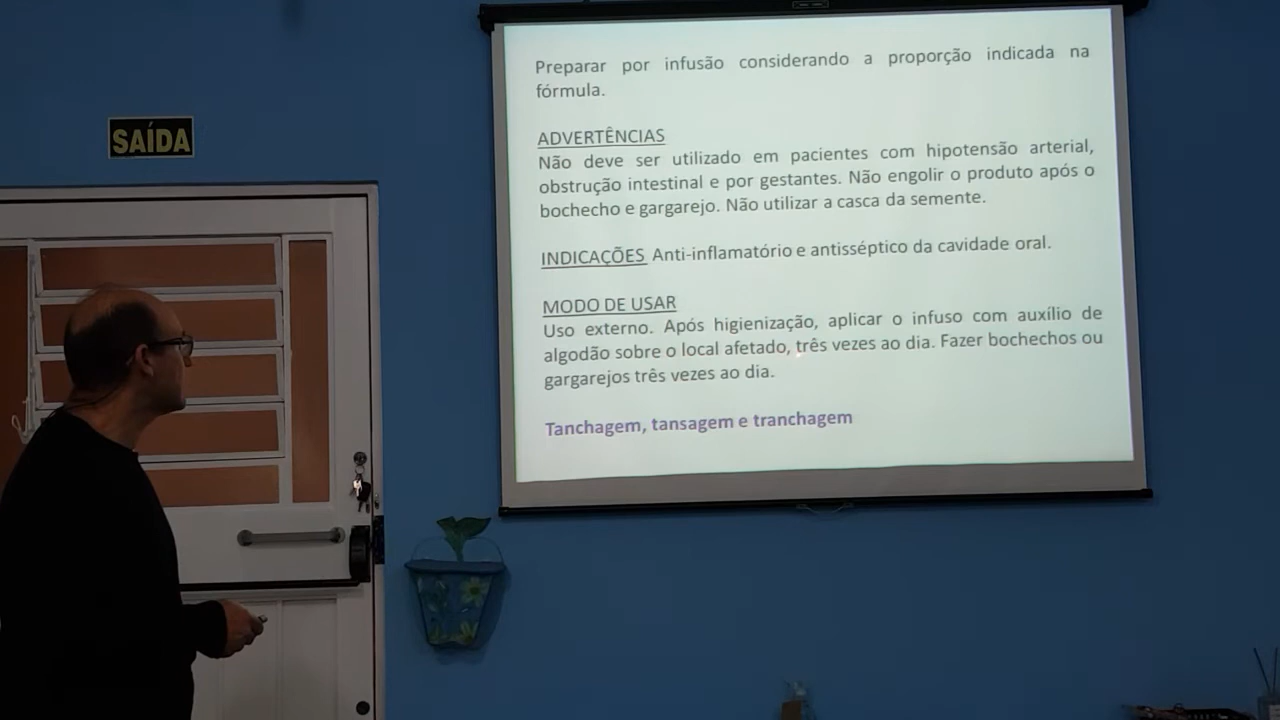 SAÍDA
Preparar por infusão considerando a proporção indicada na
fórmula.
ADVERTÊNCIAS
Não deve ser utilizado em pacientes com hipotensão arterial,
obstrução intestinal e por gestantes. Não engolir o produto após o
bochecho e gargarejo. Não utilizar a casca da semente.
INDICAÇÕES Anti-inflamatório e antisséptico da cavidade oral.
MODO DE USAR
Uso externo. Após higienização, aplicar o infuso com auxílio de
algodão sobre o local afetado, três vezes ao dia. Fazer bochechos ou
gargarejos três vezes ao dia.
Tanchagem, tansagem e tranchagem